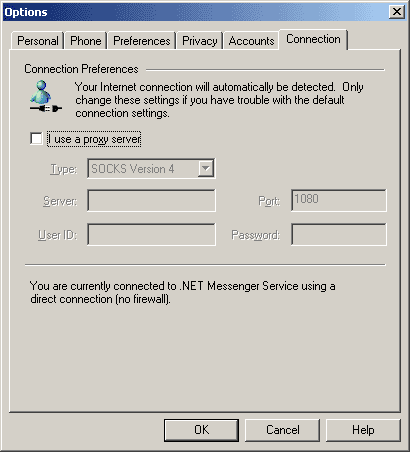 Options
Personal Phone Preferences Privacy Accounts Connection
Connection Preferences
Your Internet connection will automatically be detected. Only
change these settings if you have trouble with the default
connection settings.
I use a proxy server
Type: SOCKS Version 4
Server: Port: 1080
User ID: Password:
You are currently connected to .NET Messenger Service using a
direct connection (no firewall).
OK Cancel Help